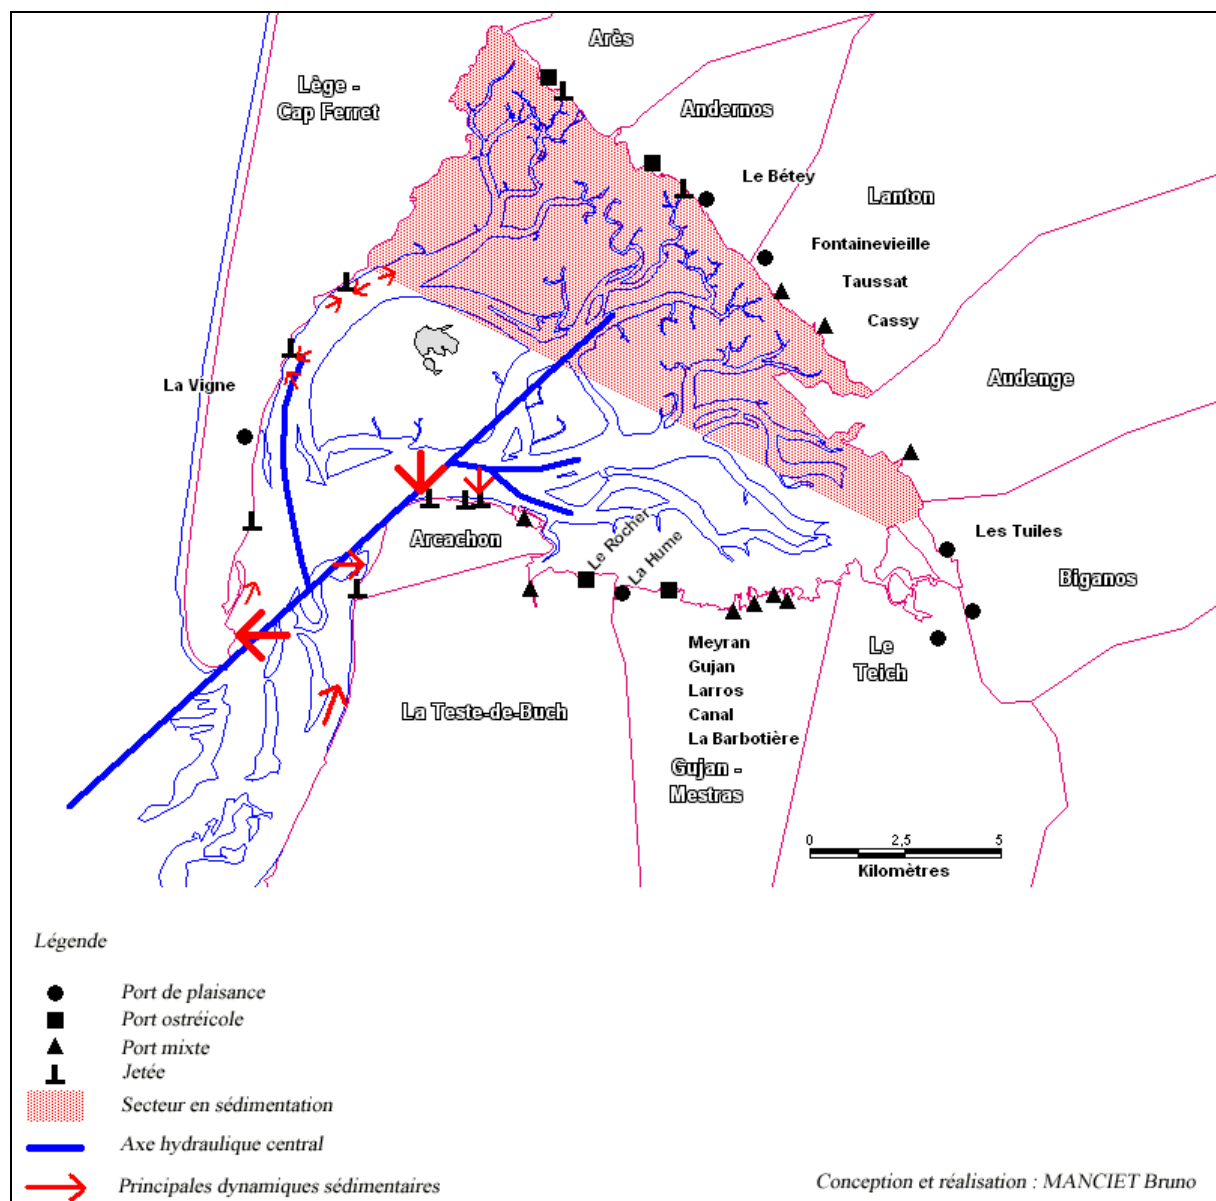 Arès
Lège -
Cap Ferret
Andernos
Le Bétey
Lanton
Fontainevieille
Taussat
Cassy
Audenge
La Vigne
Les Tuiles
Biganos
Arcachon
Le Rocher
La Hume
Le
Teich
La Teste-de-Buch
Meyran
Gujan
Larros
Canal
La Barbotière
Gujan -
Mestras
0 2,5 5
Kilomètres
Légende
Port de plaisance
Port ostréicole
Port mixte
Jetée
Secteur en sédimentation
Axe hydraulique central
Principales dynamiques sédimentaires
Conception et réalisation : MANCIET Bruno